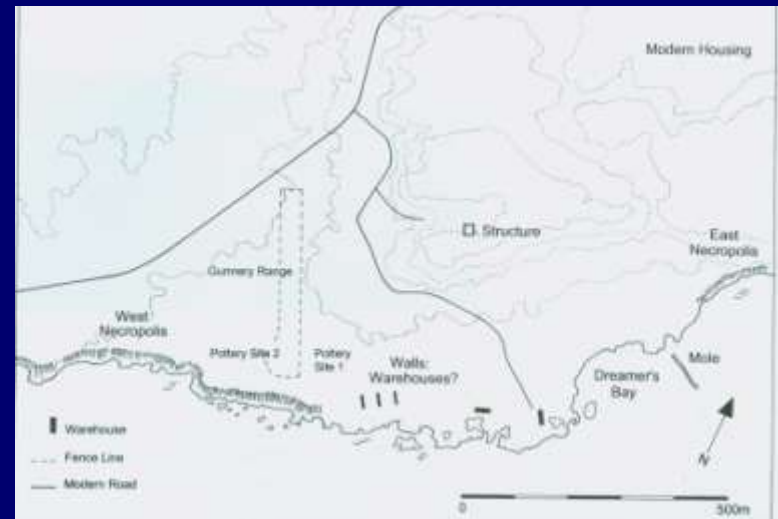 Modern Housing
Structure
East
Necropolis
Gunnery Range
West
Necropolis
Pottery Site 2
Pottery
Site 1
Walls:
Warehouses?
Mole
Dreamer's
Bay
Warehouse
Fence Line
Modern Road
N
0
500m